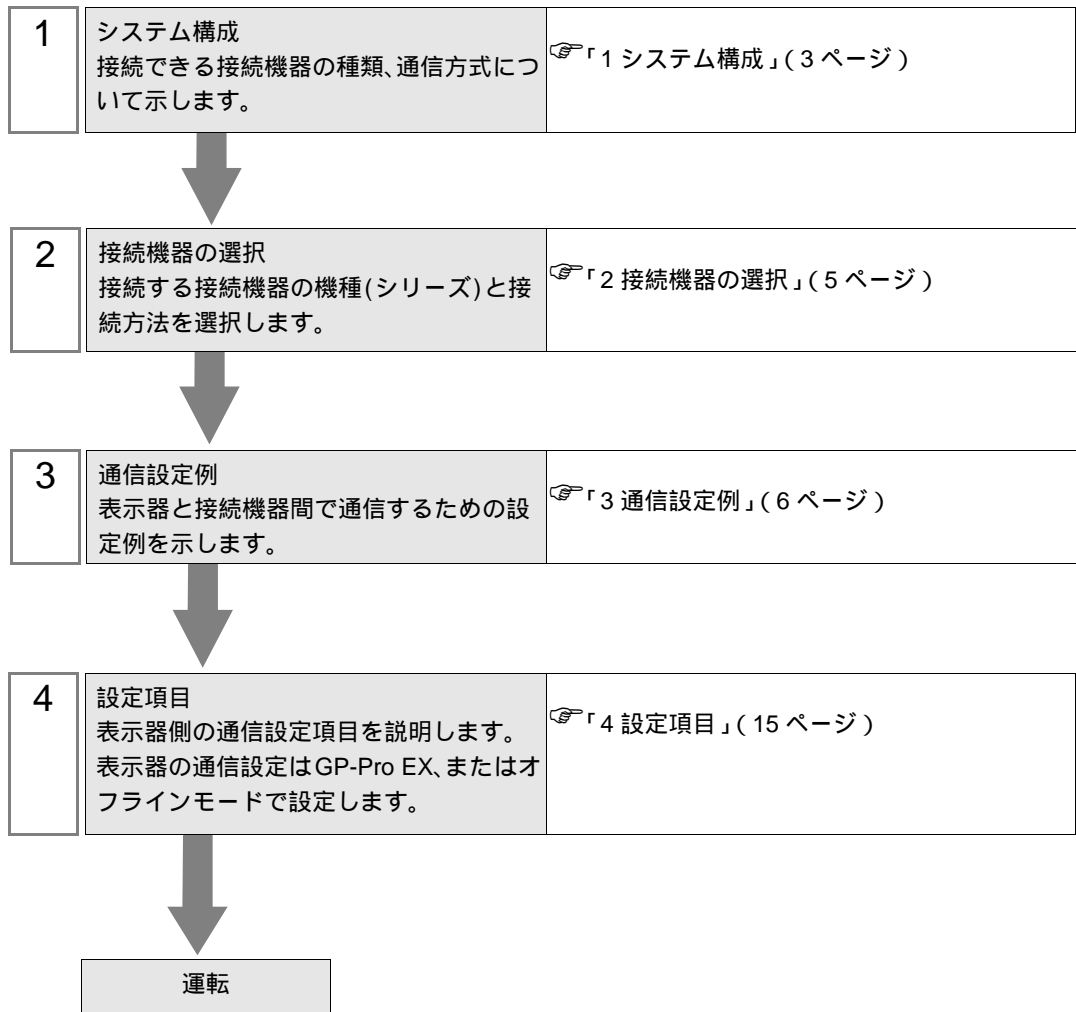 1
システム構成
接続できる接続機器の種類、通信方式につ
いて示します。
☞「1 システム構成」(3 ページ)
2
接続機器の選択
接続する接続機器の機種(シリーズ)と接
続方法を選択します。
☞「2 接続機器の選択」(5 ページ)
3
通信設定例
表示器と接続機器間で通信するための設
定例を示します。
☞「3 通信設定例」(6 ページ)
4
設定項目
表示器側の通信設定項目を説明します。
表示器の通信設定はGP-Pro EX、またはオ
フラインモードで設定します。
☞「4 設定項目」(15 ページ)
運転